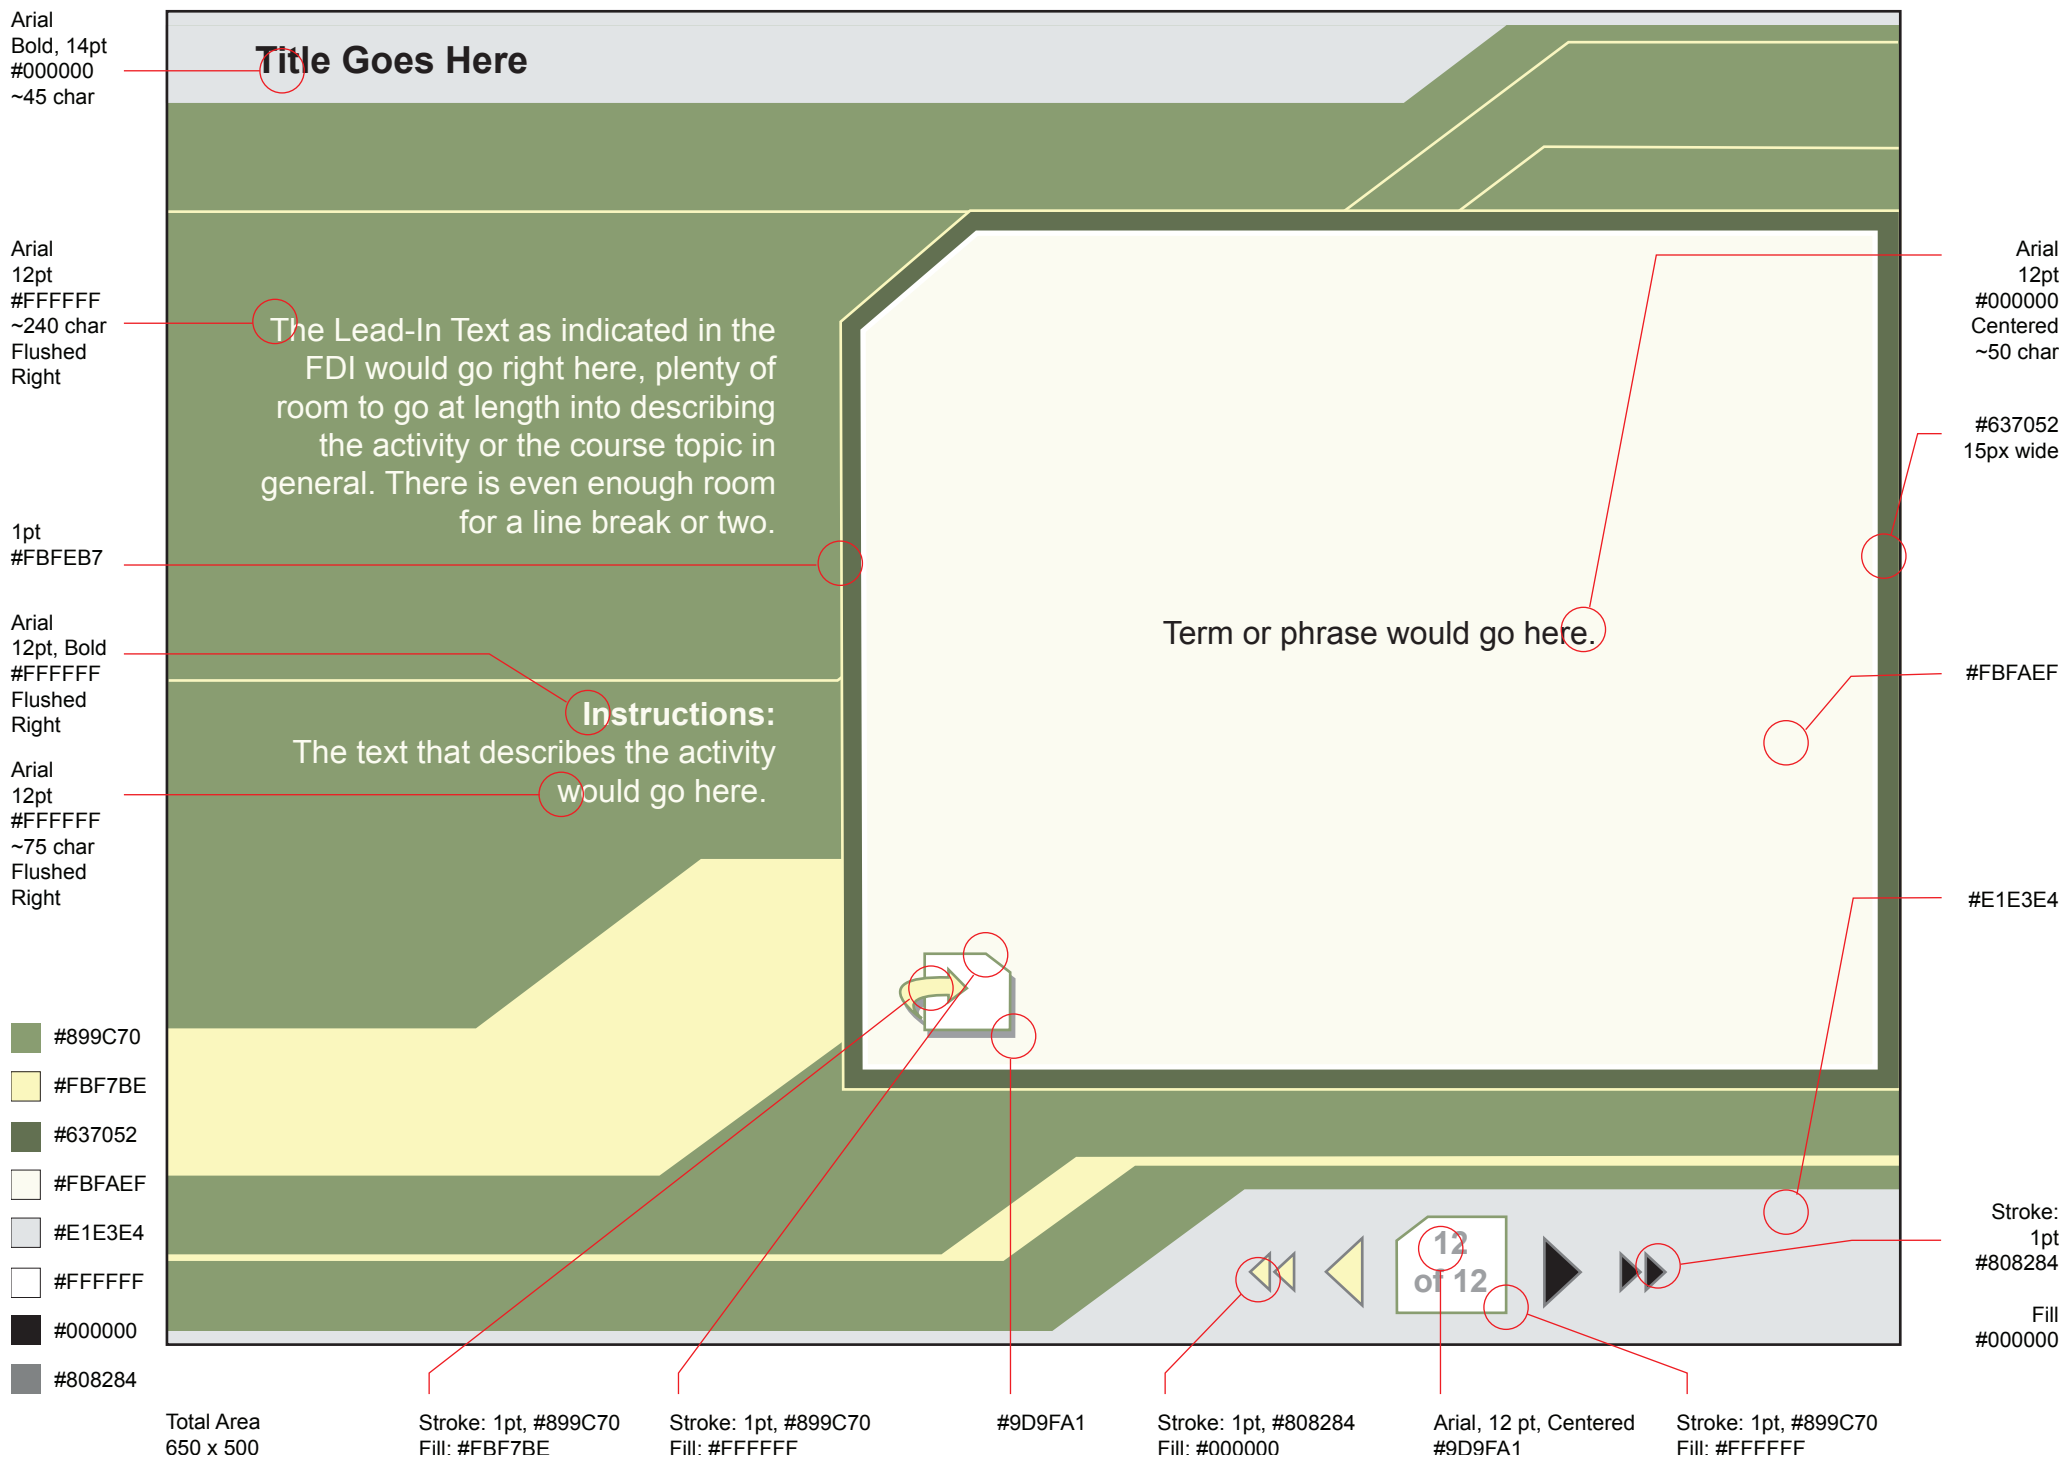 Arial
Bold, 14pt
#000000
~45 char
Title Goes Here
Arial
12pt
#FFFFFF
~240 char
Flushed
Right
The Lead-In Text as indicated in the
FDI would go right here, plenty of
room to go at length into describing
the activity or the course topic in
general. There is even enough room
for a line break or two.
1pt
#FBFEB7
Arial
12pt, Bold
#FFFFFF
Flushed
Right
Instructions:
The text that describes the activity
would go here.
Arial
12pt
#FFFFFF
~75 char
Flushed
Right
Term or phrase would go here.
Arial
12pt
#000000
Centered
~50 char
#637052
15px wide
#FBFAEF
#E1E3E4
Stroke:
1pt
#808284
Fill
#000000
12
of 12
#899C70
#FBF7BE
#637052
#FBFAEF
#E1E3E4
#FFFFFF
#000000
#808284
Total Area
650 x 500
Stroke: 1pt, #899C70
Fill: #FBF7BE
Stroke: 1pt, #899C70
Fill: #FFFFFF
#9D9FA1
Stroke: 1pt, #808284
Fill: #000000
Arial, 12 pt, Centered
#9D9FA1
Stroke: 1pt, #899C70
Fill: #FFFFFF